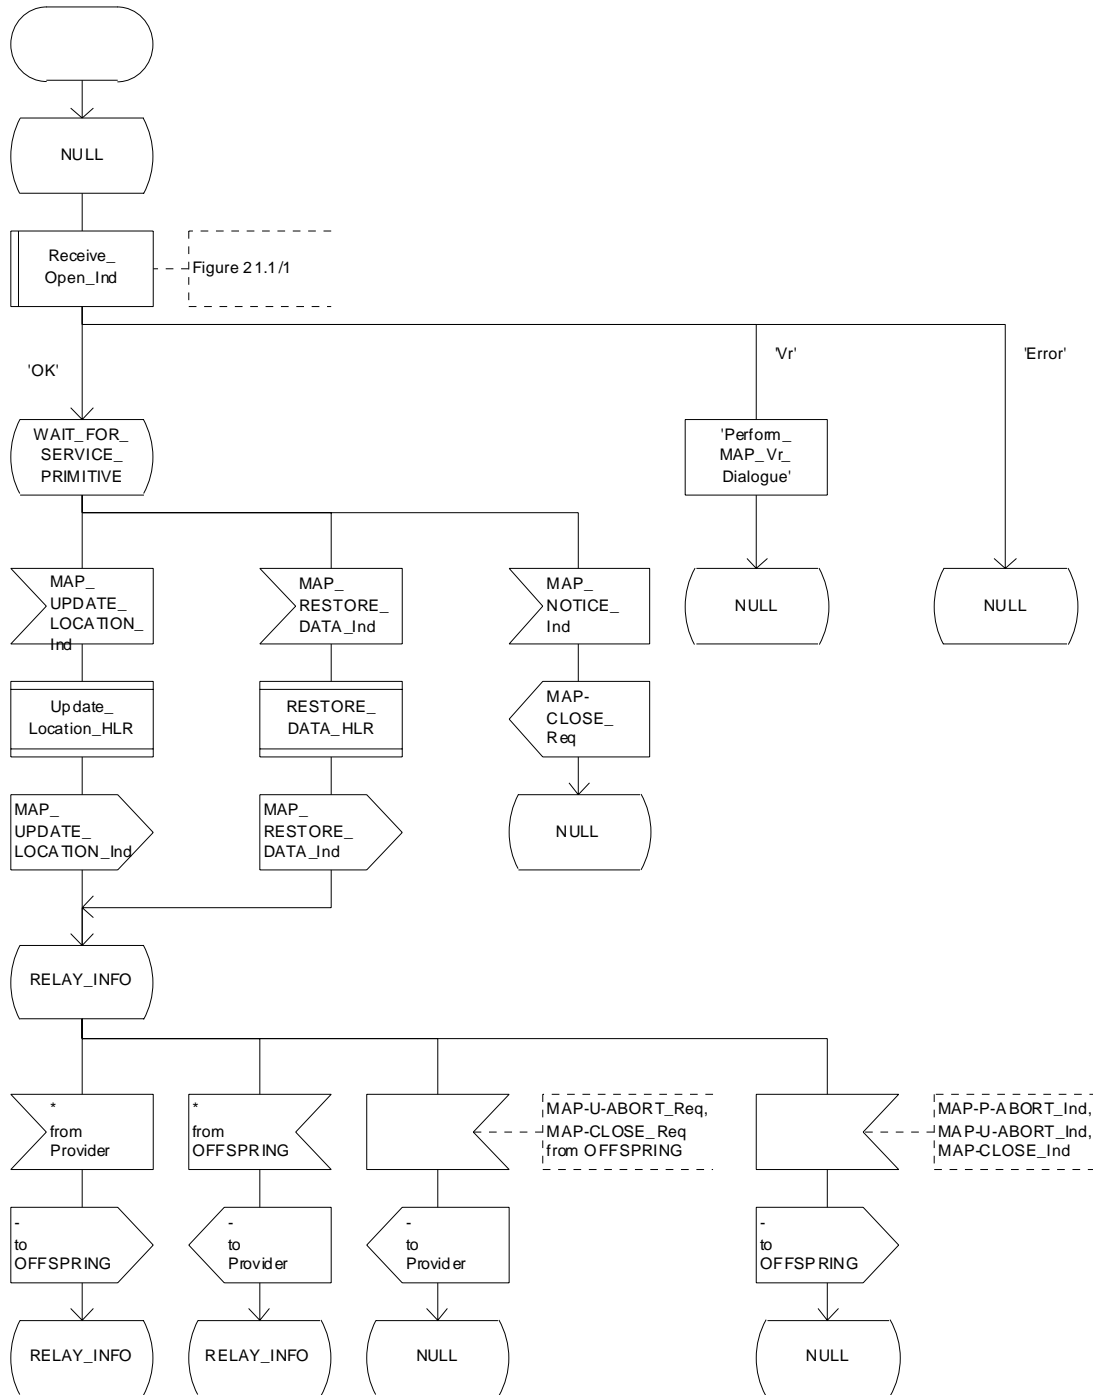 NULL
Receive_
Open_Ind
Figure 21.1/1
'OK'
'Vr'
'Error'
WAIT_FOR_
SERVICE_
PRIMITIVE
'Perform_
MAP_Vr_
Dialogue'
MAP_
UPDATE_
LOCATION_
Ind
MAP_
RESTORE_
DATA_Ind
MAP_
NOTICE_
Ind
NULL
NULL
Update_
Location_HLR
RESTORE_
DATA_HLR
MAP-
CLOSE_
Req
MAP_
UPDATE_
LOCATION_Ind
MAP_
RESTORE_
DATA_Ind
NULL
RELAY_INFO
*
from
Provider
*
from
OFFSPRING
MAP-U-ABORT_Req,
MAP-CLOSE_Req
from OFFSPRING
MAP-P-ABORT_Ind,
MAP-U-ABORT_Ind,
MAP-CLOSE_Ind
-
to
OFFSPRING
-
to
Provider
-
to
Provider
-
to
OFFSPRING
RELAY_INFO
RELAY_INFO
NULL
NULL